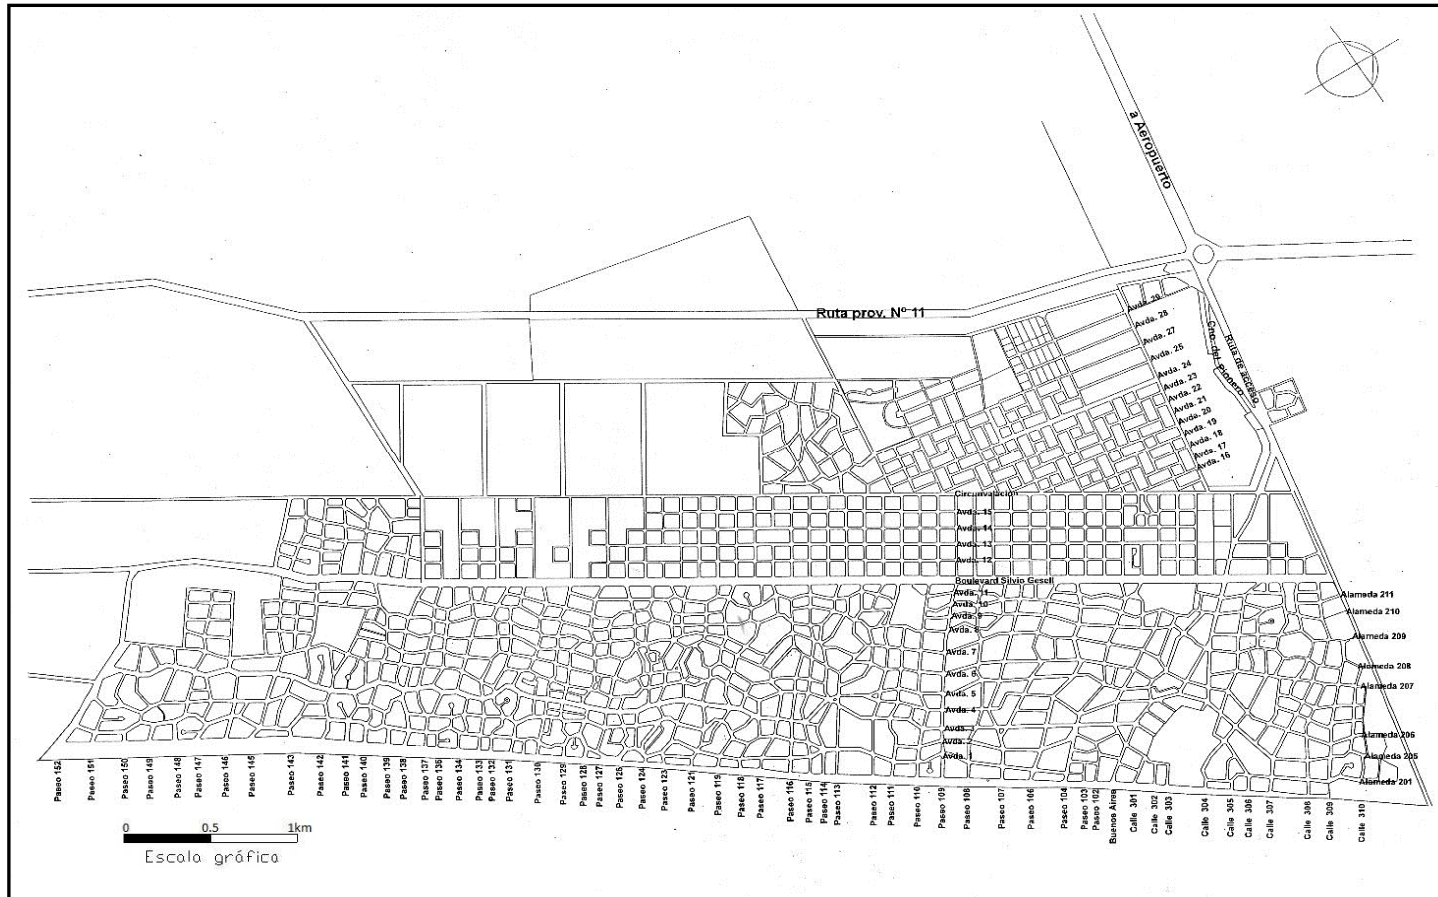 a Aeropuerto
Ruta prov. Nº 11
Cno. del Pionero
Ruta de acceso
Avda. 29
Avda. 28
Avda. 27
Avda. 25
Avda. 24
Avda. 23
Avda. 22
Avda. 21
Avda. 20
Avda. 19
Avda. 18
Avda. 17
Avda. 16
Circunvalación
Avda. 15
Avda. 14
Avda. 13
Avda. 12
Boulevard Silvio Gesell
Avda. 11
Avda. 10
Avda. 9
Avda. 8
Avda. 7
Avda. 6
Avda. 5
Avda. 4
Avda.
Avda. 2
Avda. 1
Alameda 211
Alameda 210
Alameda 209
Alameda 208
Alameda 207
Alameda 206
Alameda 205
Alameda 201
Paseo 152
Paseo 151
Paseo 150
Paseo 149
Paseo 148
Paseo 147
Paseo 146
Paseo 145
Paseo 143
Paseo 142
Paseo 141
Paseo 140
Paseo 139
Paseo 138
Paseo 137
Paseo 135
Paseo 134
Paseo 133
Paseo 132
Paseo 131
Paseo 130
Paseo 129
Paseo 128
Paseo 127
Paseo 125
Paseo 124
Paseo 123
Paseo 121
Paseo 119
Paseo 118
Paseo 117
Paseo 116
Paseo 115
Paseo 114
Paseo 113
Paseo 112
Paseo 111
Paseo 110
Paseo 109
Paseo 108
Paseo 107
Paseo 106
Paseo 104
Paseo 103
Paseo 102
Buenos Aires
Calle 301
Calle 302
Calle 303
Calle 304
Calle 305
Calle 306
Calle 307
Calle 308
Calle 309
Calle 310
0 0.5 1km
Escala gráfica